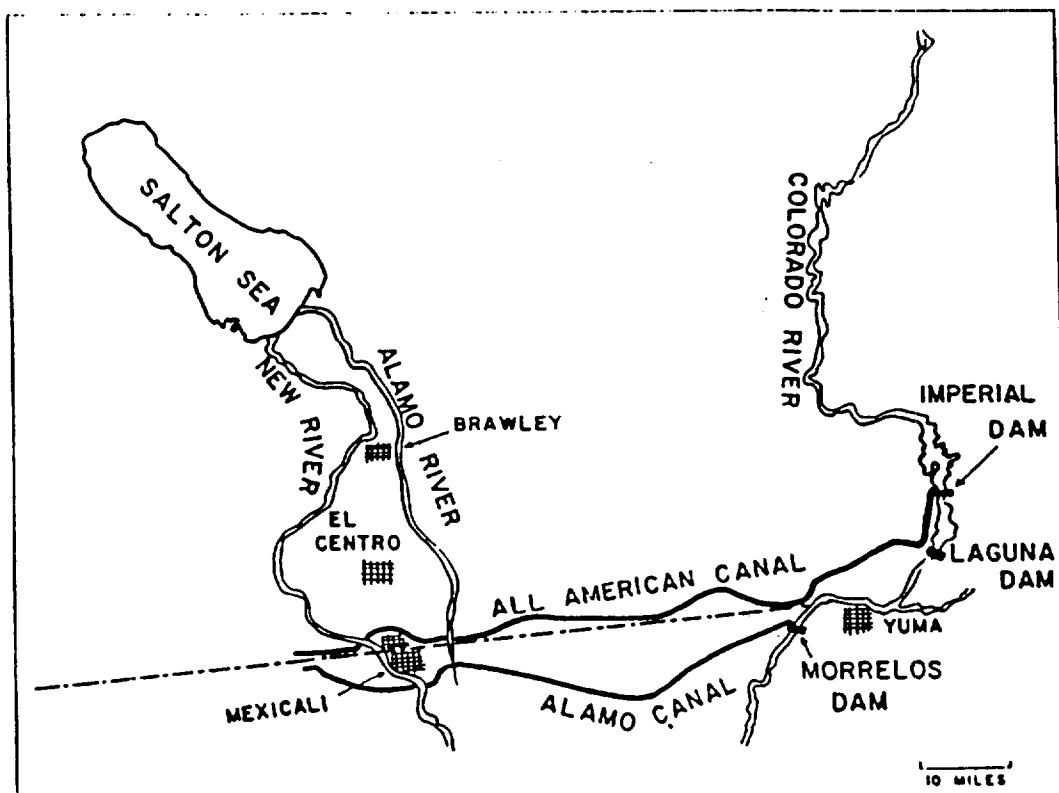 SALTON SEA
COLORADO RIVER
ALAMO RIVER
NEW RIVER
BRAWLEY
IMPERIAL
DAM
EL
CENTRO
LAGUNA
DAM
ALL AMERICAN CANAL
YUMA
MORRELOS
DAM
ALAMO CANAL
MEXICALI
10 MILES